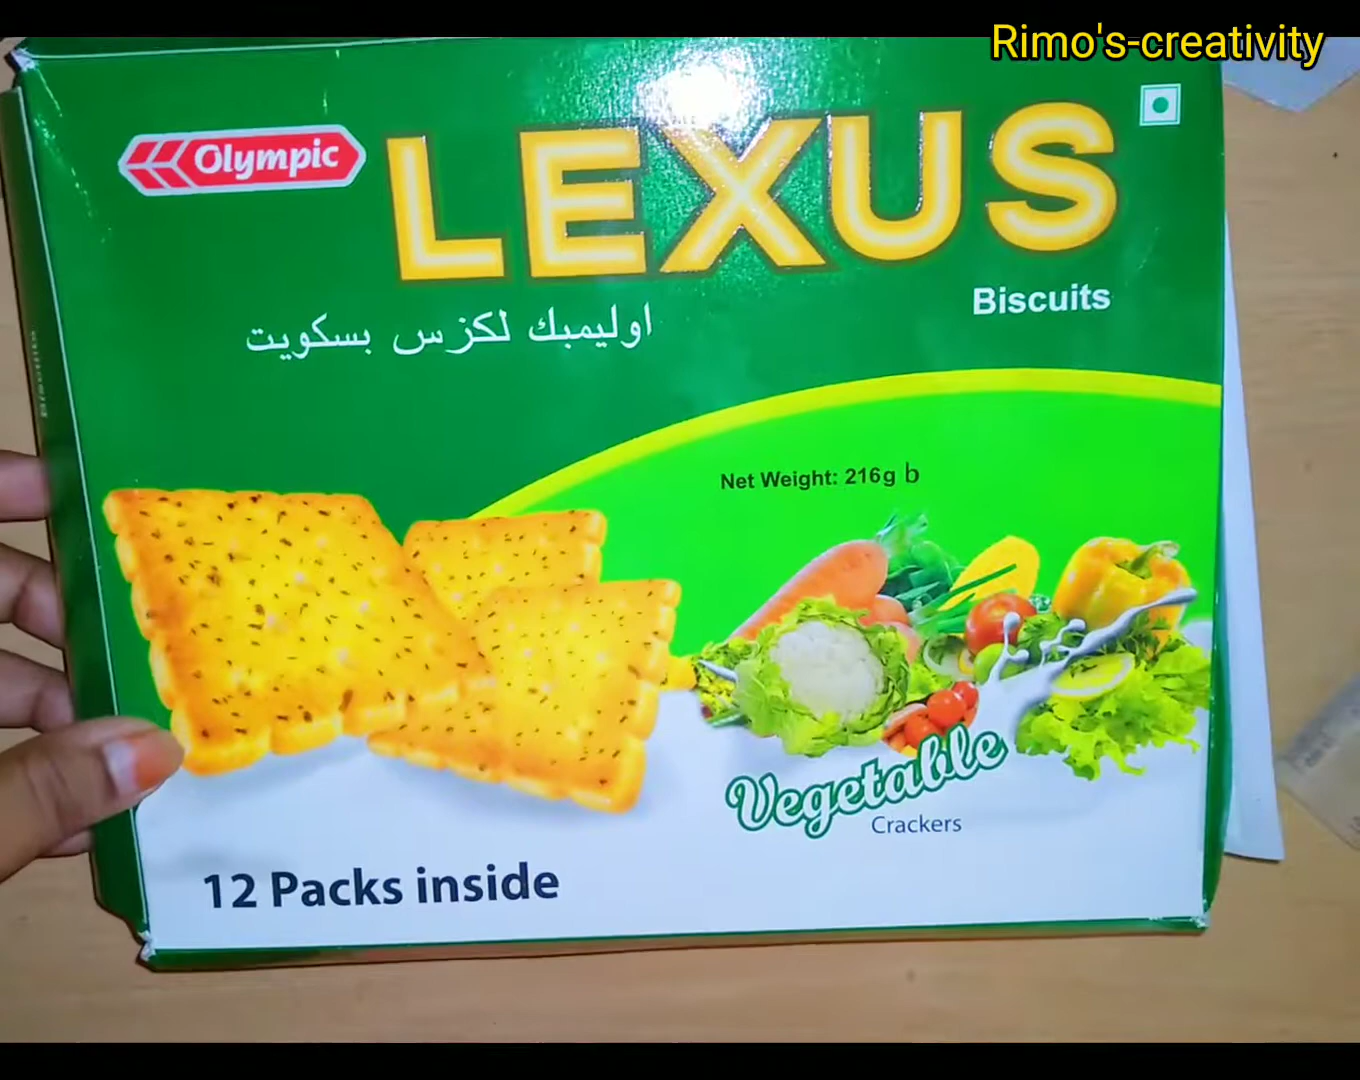 Rimo's-creativity
Olympic
LEXUS
Biscuits
اوليمبك لكزس بسكويت
Net Weight: 216g b
Vegetable
Crackers
12 Packs inside